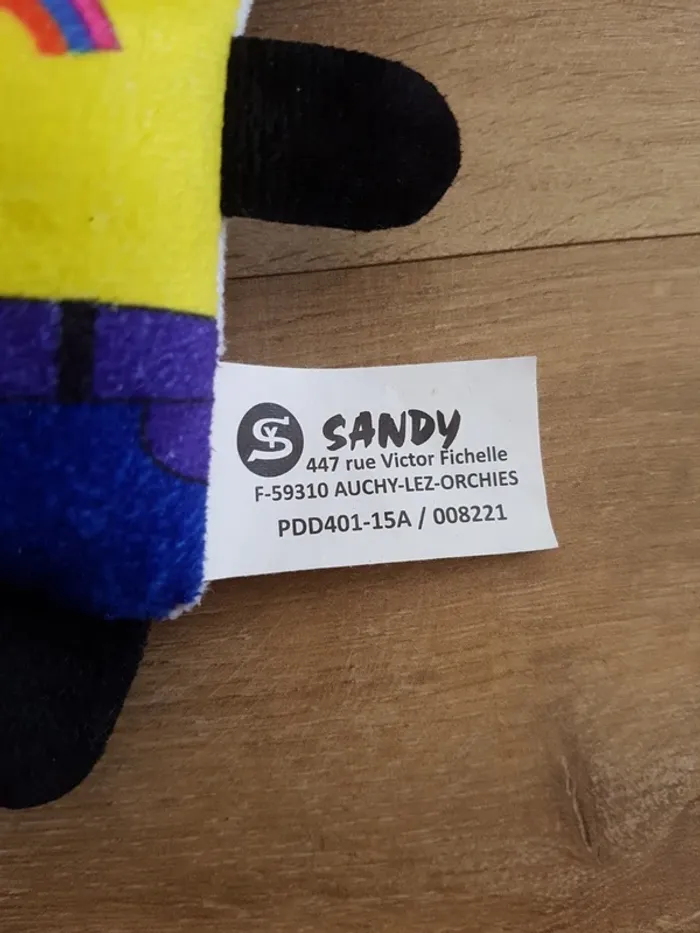 SANDY
447 rue Victor Fichelle
F-59310 AUCHY-LEZ-ORCHIES
PDD401-15A / 008221